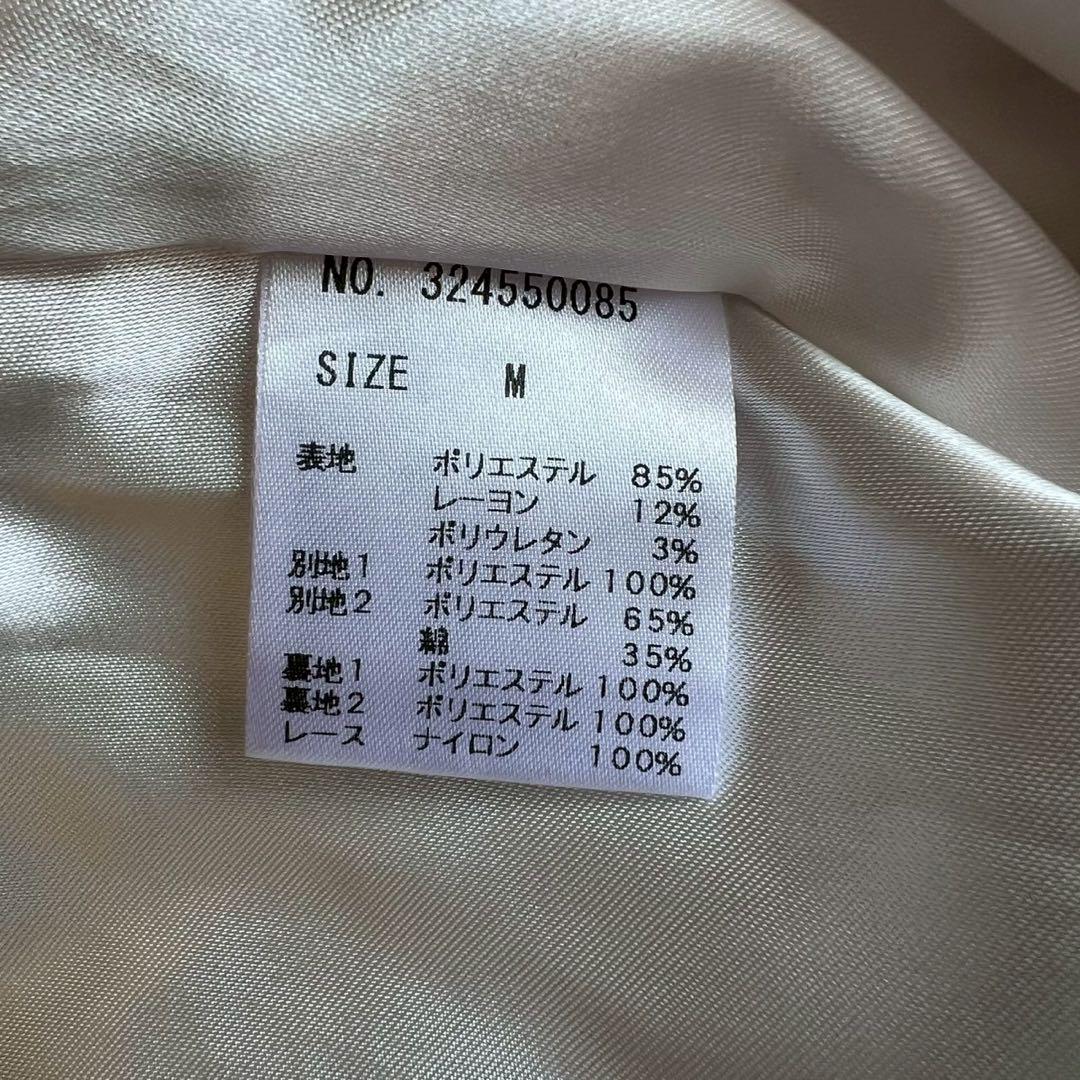 NO. 324550085
SIZE M
表地 ポリエステル 85%
レーヨン 12%
ポリウレタン 3%
別地1 ポリエステル 100%
別地2 ポリエステル 65%
綿 35%
裏地1 ポリエステル 100%
裏地2 ポリエステル 100%
レース ナイロン 100%